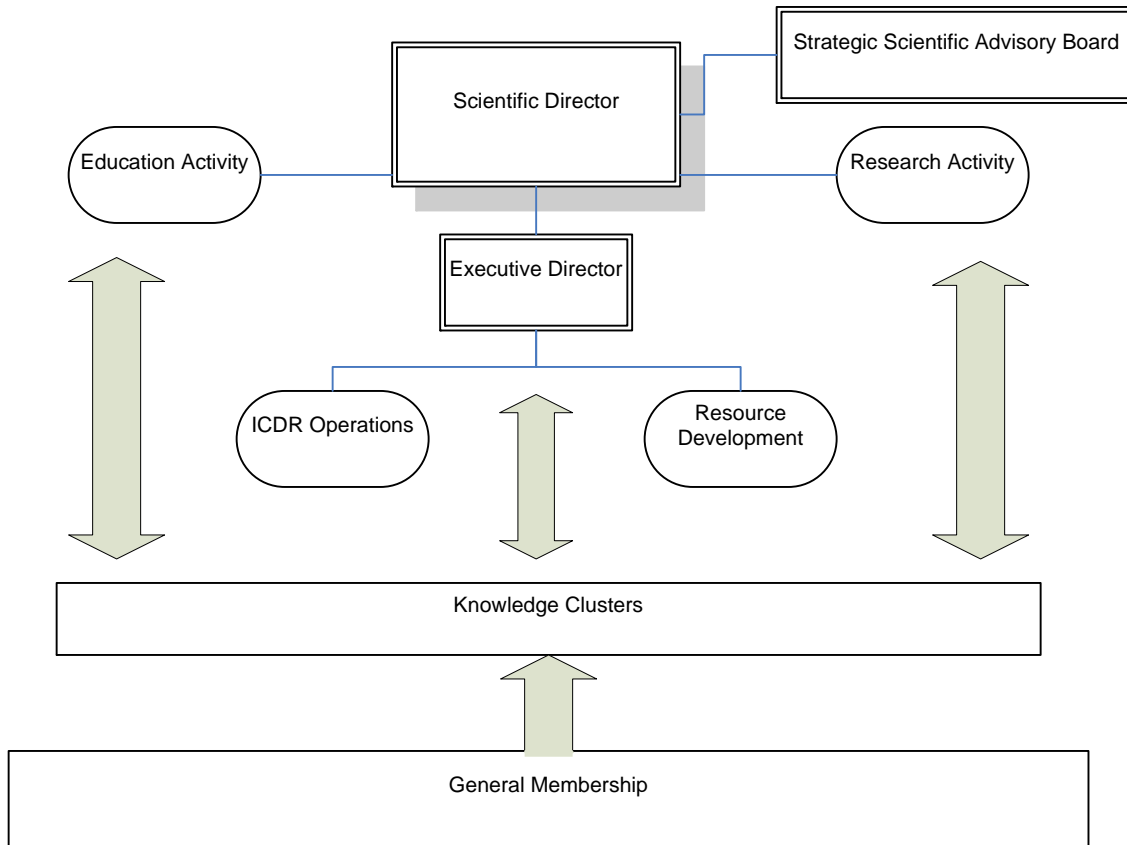 Strategic Scientific Advisory Board
Scientific Director
Education Activity
Research Activity
Executive Director
ICDR Operations
Resource
Development
Knowledge Clusters
General Membership